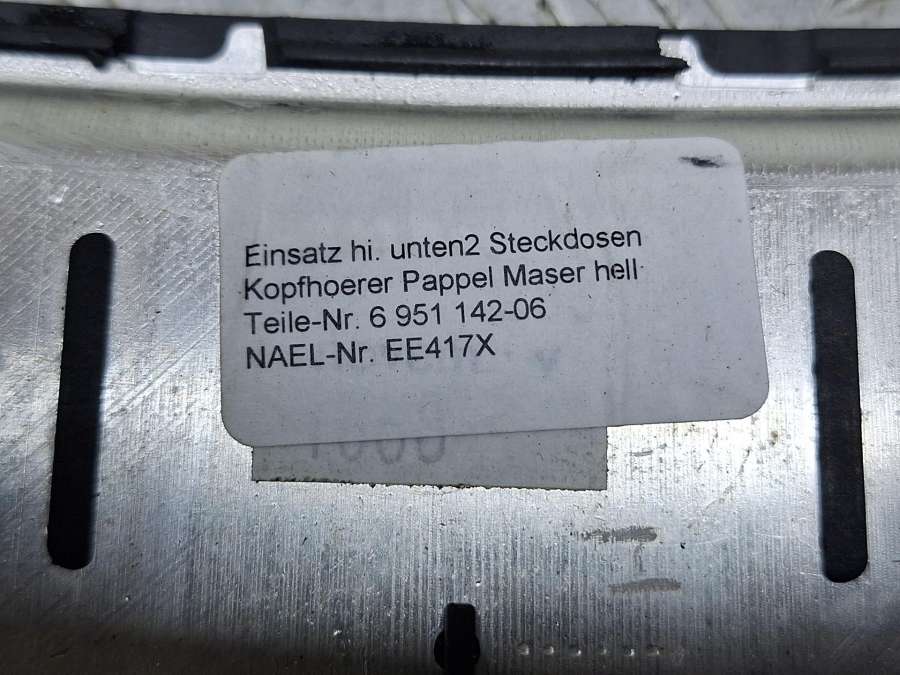 Einsatz hi. unten2 Steckdosen
Kopfhoerer Pappel Maser hell
Teile-Nr. 6 951 142-06
NAEL-Nr. EE417X